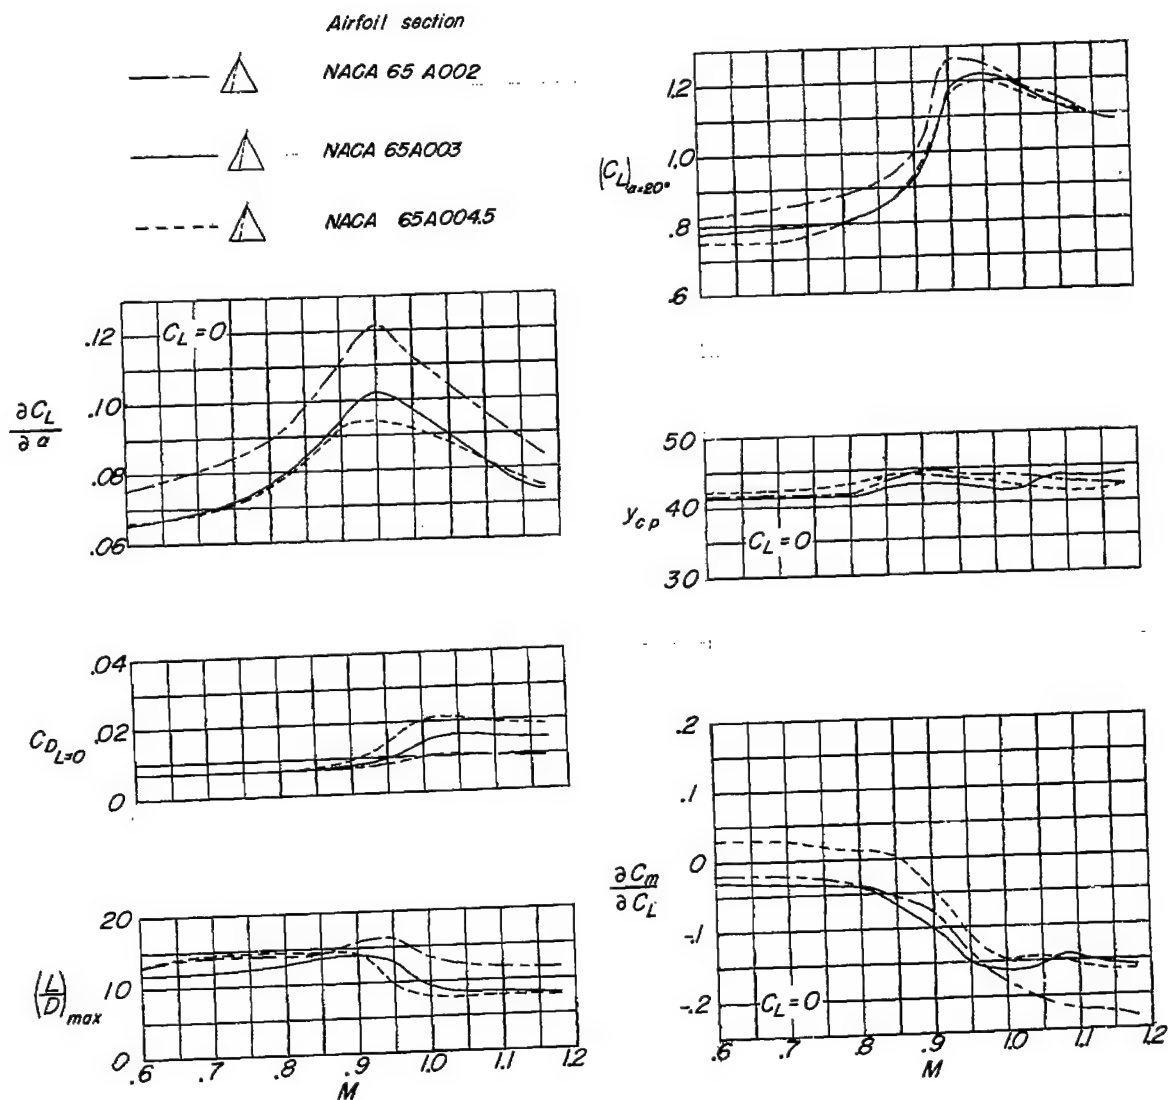 Airfoil section
NACA 65 A002
NACA 65A003
NACA 65A004.5
.12
.10
.08
.06
∂C_L
∂α
C_L=0
1.2
1.0
.8
.6
(C_L)α=20°
50
40
30
y_cp
C_L=0
.04
.02
0
C_D_L=0
.2
.1
0
-.1
-.2
∂C_m
∂C_L
C_L=0
.6
.7
.8
.9
1.0
1.1
1.2
M
20
10
0
(L/D)max
.6
.7
.8
.9
1.0
1.1
1.2
M